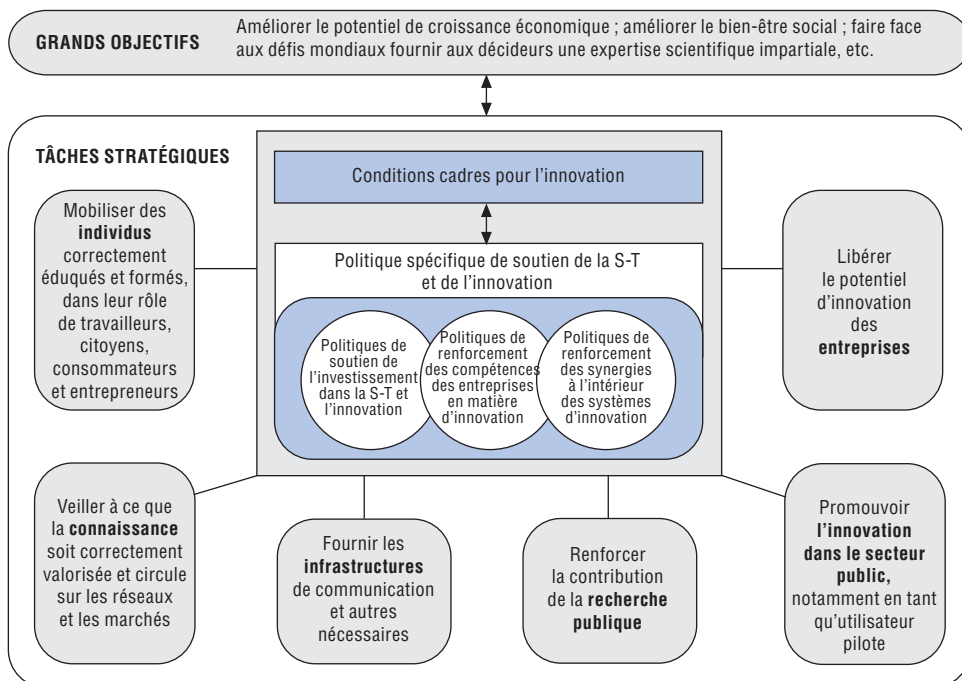 GRANDS OBJECTIFS
Améliorer le potentiel de croissance économique ; améliorer le bien-être social ; faire face
aux défis mondiaux fournir aux décideurs une expertise scientifique impartiale, etc.
TÂCHES STRATÉGIQUES
Conditions cadres pour l'innovation
Politique spécifique de soutien de la S-T
et de l'innovation
Politiques de
soutien de
l'investissement
dans la S-T et
l'innovation
Politiques de
renforcement
des compétences
des entreprises
en matière
d'innovation
Politiques de
renforcement
des synergies
à l'intérieur
des systèmes
d'innovation
Mobiliser des
individus
correctement
éduqués et formés,
dans leur rôle
de travailleurs,
citoyens,
consommateurs
et entrepreneurs
Libérer
le potentiel
d'innovation
des
entreprises
Veiller à ce que
la connaissance
soit correctement
valorisée et circule
sur les réseaux
et les marchés
Fournir les
infrastructures
de communication
et autres
nécessaires
Renforcer
la contribution
de la recherche
publique
Promouvoir
l'innovation
dans le secteur
public,
notamment en tant
qu'utilisateur
pilote